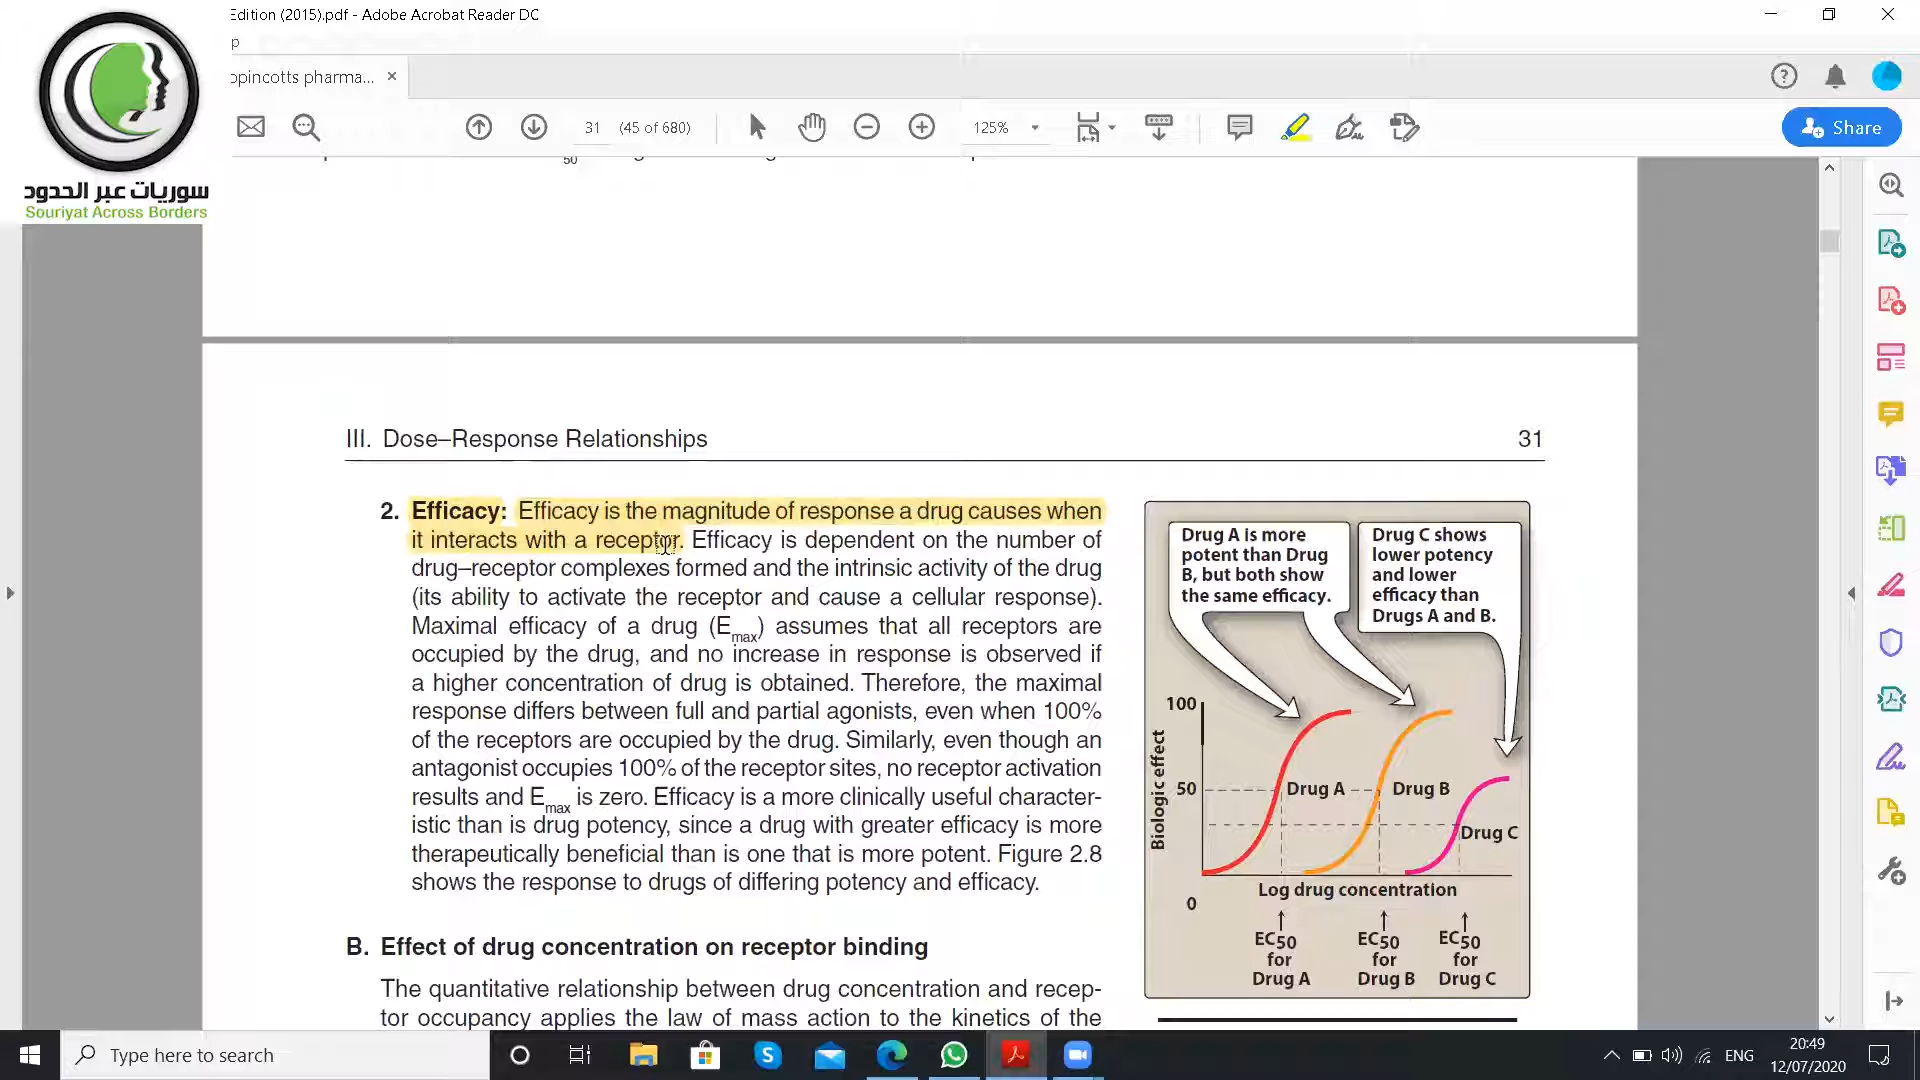 Edition (2015).pdf - Adobe Acrobat Reader DC
p
opincotts pharma...
31 (45 of 680)
125%
Share
سوريات عبر الحدود
Souriyat Across Borders
50
III. Dose–Response Relationships 31
2. Efficacy: Efficacy is the magnitude of response a drug causes when
it interacts with a receptor. Efficacy is dependent on the number of
drug–receptor complexes formed and the intrinsic activity of the drug
(its ability to activate the receptor and cause a cellular response).
Maximal efficacy of a drug (Emax) assumes that all receptors are
occupied by the drug, and no increase in response is observed if
a higher concentration of drug is obtained. Therefore, the maximal
response differs between full and partial agonists, even when 100%
of the receptors are occupied by the drug. Similarly, even though an
antagonist occupies 100% of the receptor sites, no receptor activation
results and Emax is zero. Efficacy is a more clinically useful character-
istic than is drug potency, since a drug with greater efficacy is more
therapeutically beneficial than is one that is more potent. Figure 2.8
shows the response to drugs of differing potency and efficacy.
B. Effect of drug concentration on receptor binding
The quantitative relationship between drug concentration and recep-
tor occupancy applies the law of mass action to the kinetics of the
Drug A is more
potent than Drug
B, but both show
the same efficacy.
Drug C shows
lower potency
and lower
efficacy than
Drugs A and B.
100
50
0
Biologic effect
Drug A
Drug B
Drug C
Log drug concentration
EC50
for
Drug A
EC50
for
Drug B
EC50
for
Drug C
Type here to search
ENG
20:49
12/07/2020